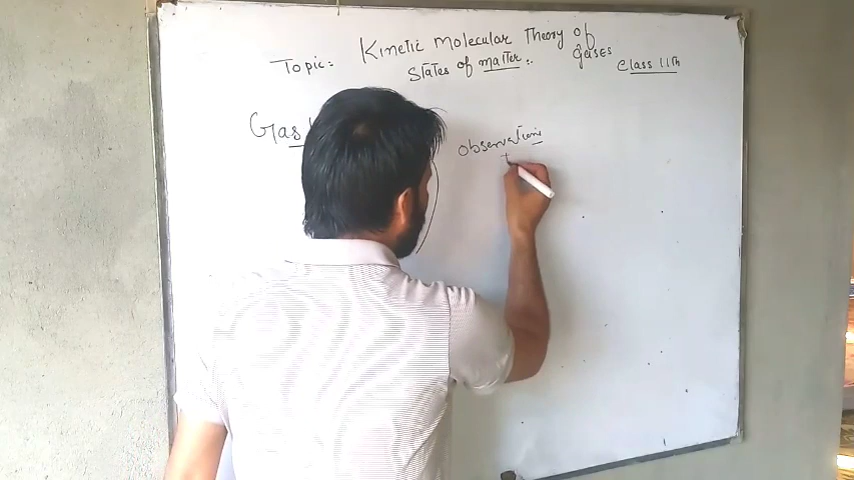 Topic:
Kinetic Molecular Theory of gases
States of matter:
Class 11th
Gas
Observations